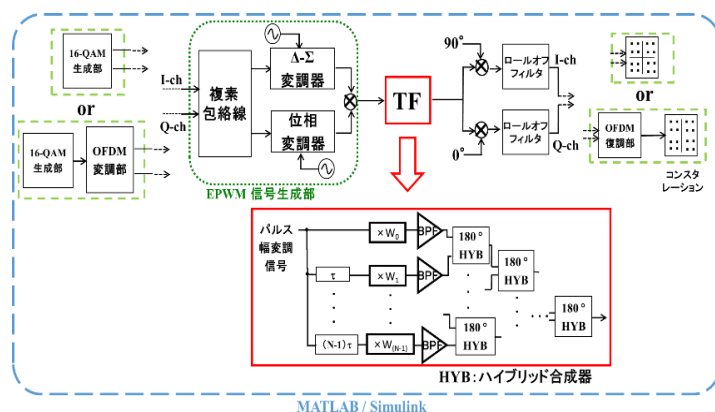 16-QAM
生成部
or
16-QAM
生成部
OFDM
変調部
I-ch
Q-ch
複素
包絡線
Δ-Σ
変調器
位相
変調器
EPWM 信号生成部
TF
90°
0°
ロールオフ
フィルタ
I-ch
ロールオフ
フィルタ
Q-ch
or
OFDM
復調部
コンスタ
レーション
パルス
幅変調
信号
×W0
BPF
τ
×W1
BPF
(N-1)τ
×W(N-1)
BPF
180°
HYB
180°
HYB
180°
HYB
180°
HYB
HYB:ハイブリッド合成器
MATLAB / Simulink